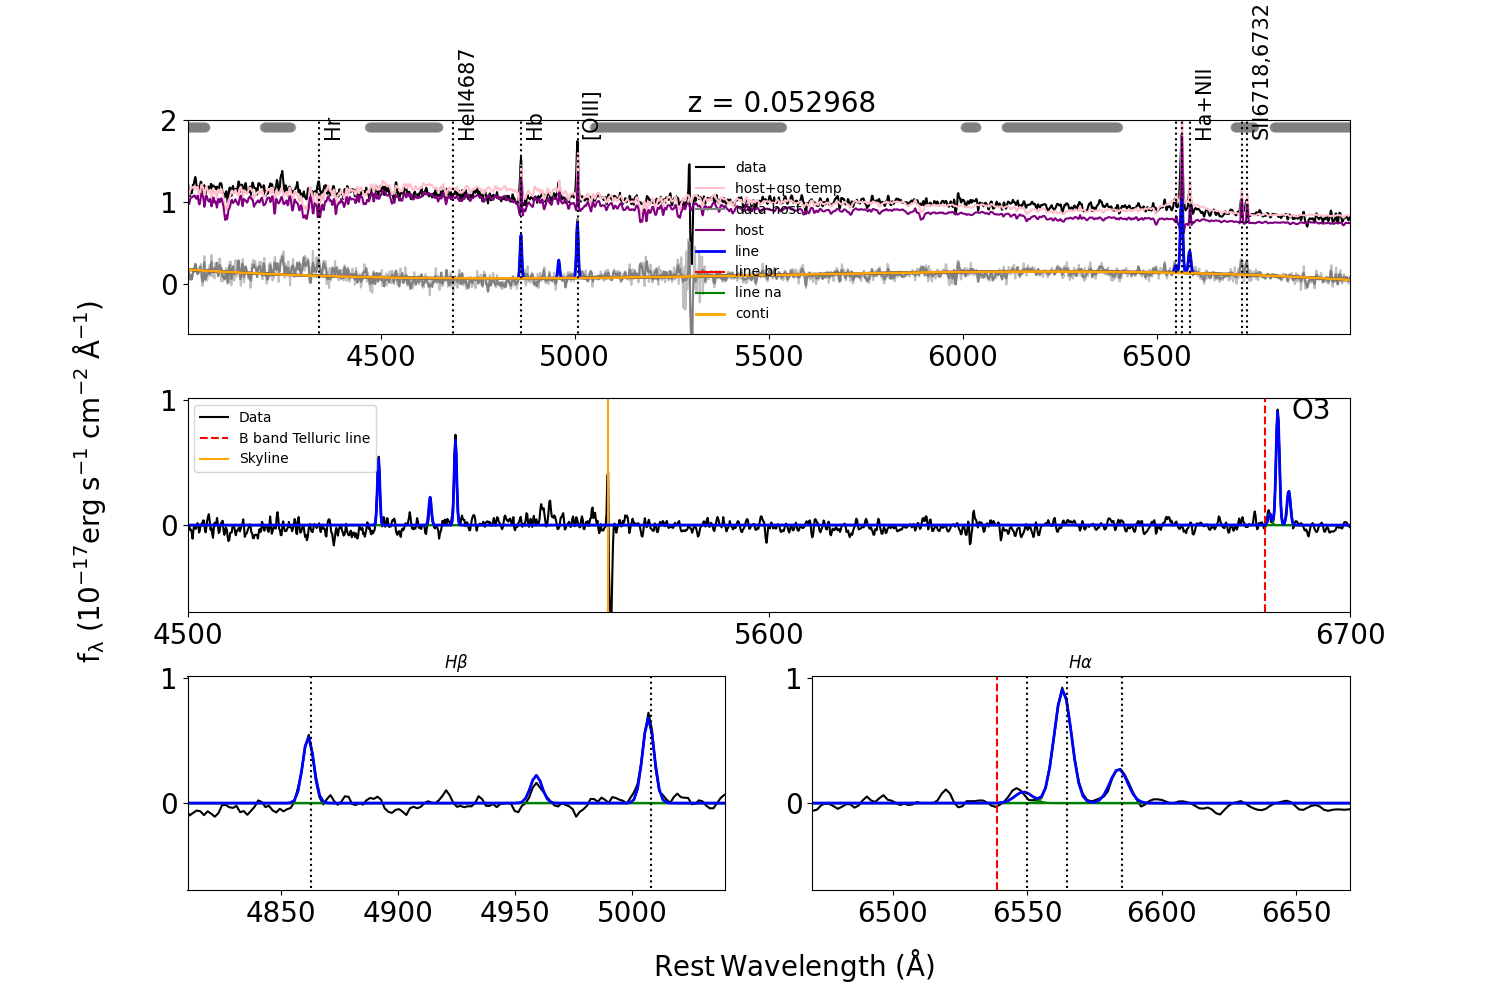 z = 0.052968
Hr
HeII4687
Hb
[OIII]
Ha+NII
SII6718,6732
2
1
0
data
host+qso temp
data-host
host
line
line br
line na
conti
4500 5000 5500 6000 6500
fλ (10⁻¹⁷erg s⁻¹ cm⁻² Å⁻¹)
1
0
Data
B band Telluric line
Skyline
O3
4500 5600 6700
Hβ
1
0
4850 4900 4950 5000
Hα
1
0
6500 6550 6600 6650
Rest Wavelength (Å)